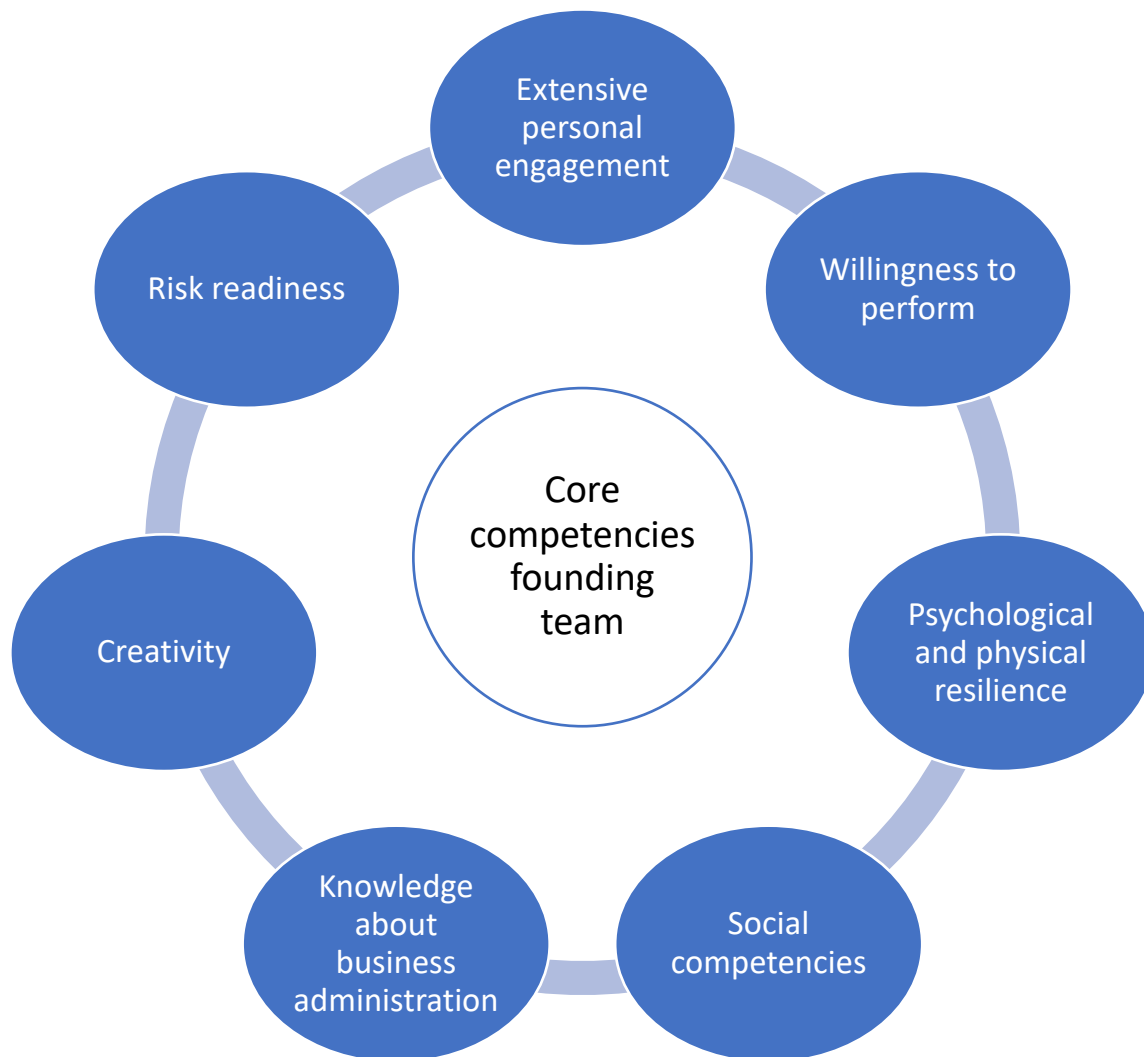 Extensive
personal
engagement
Willingness to
perform
Psychological
and physical
resilience
Social
competencies
Knowledge
about
business
administration
Creativity
Risk readiness
Core
competencies
founding
team